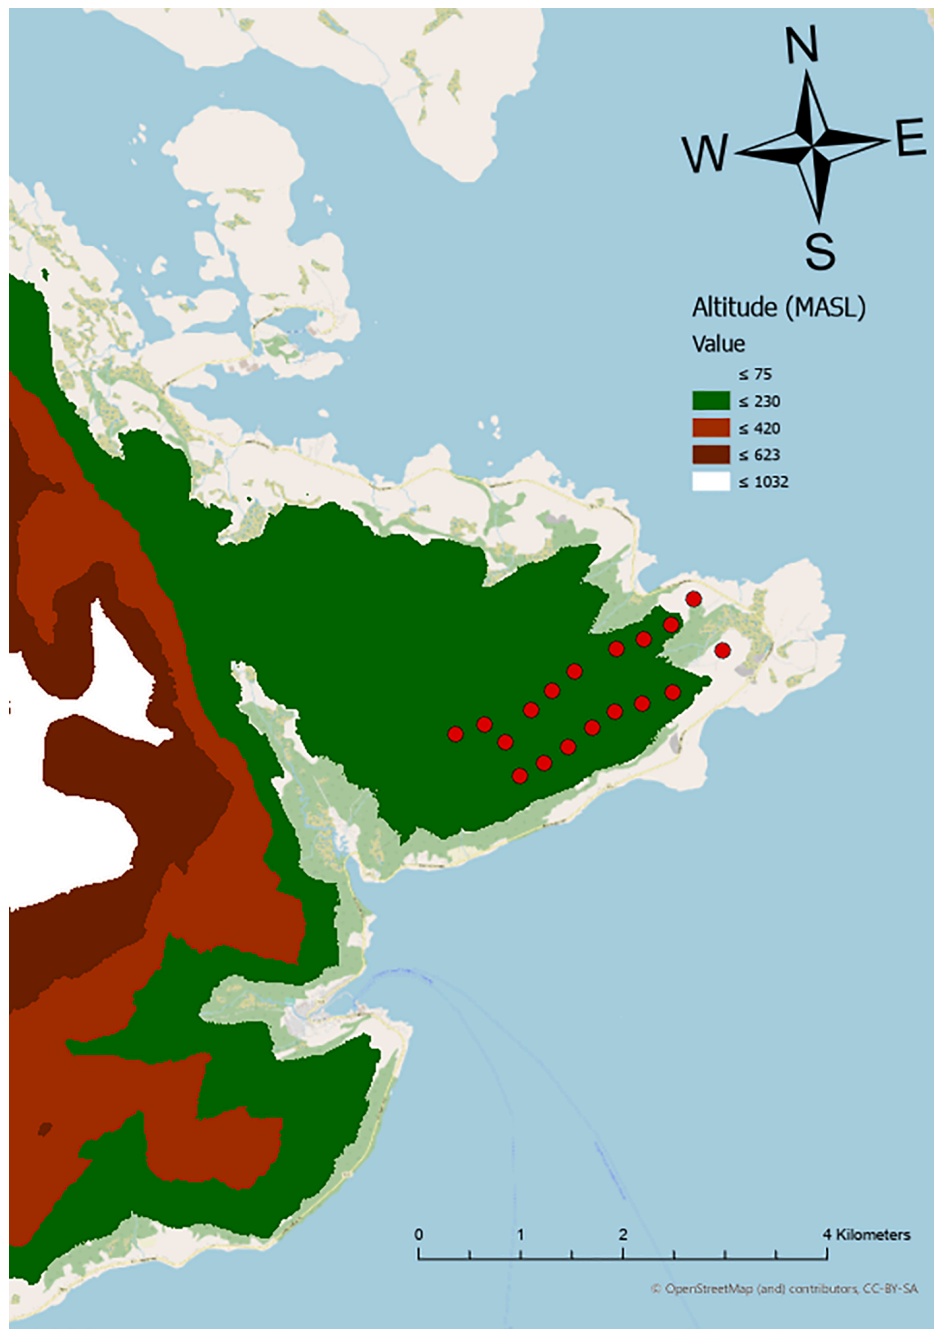 N
W E
S
Altitude (MASL)
Value
≤ 75
≤ 230
≤ 420
≤ 623
≤ 1032
0 1 2 4 Kilometers
© OpenStreetMap (and) contributors, CC-BY-SA